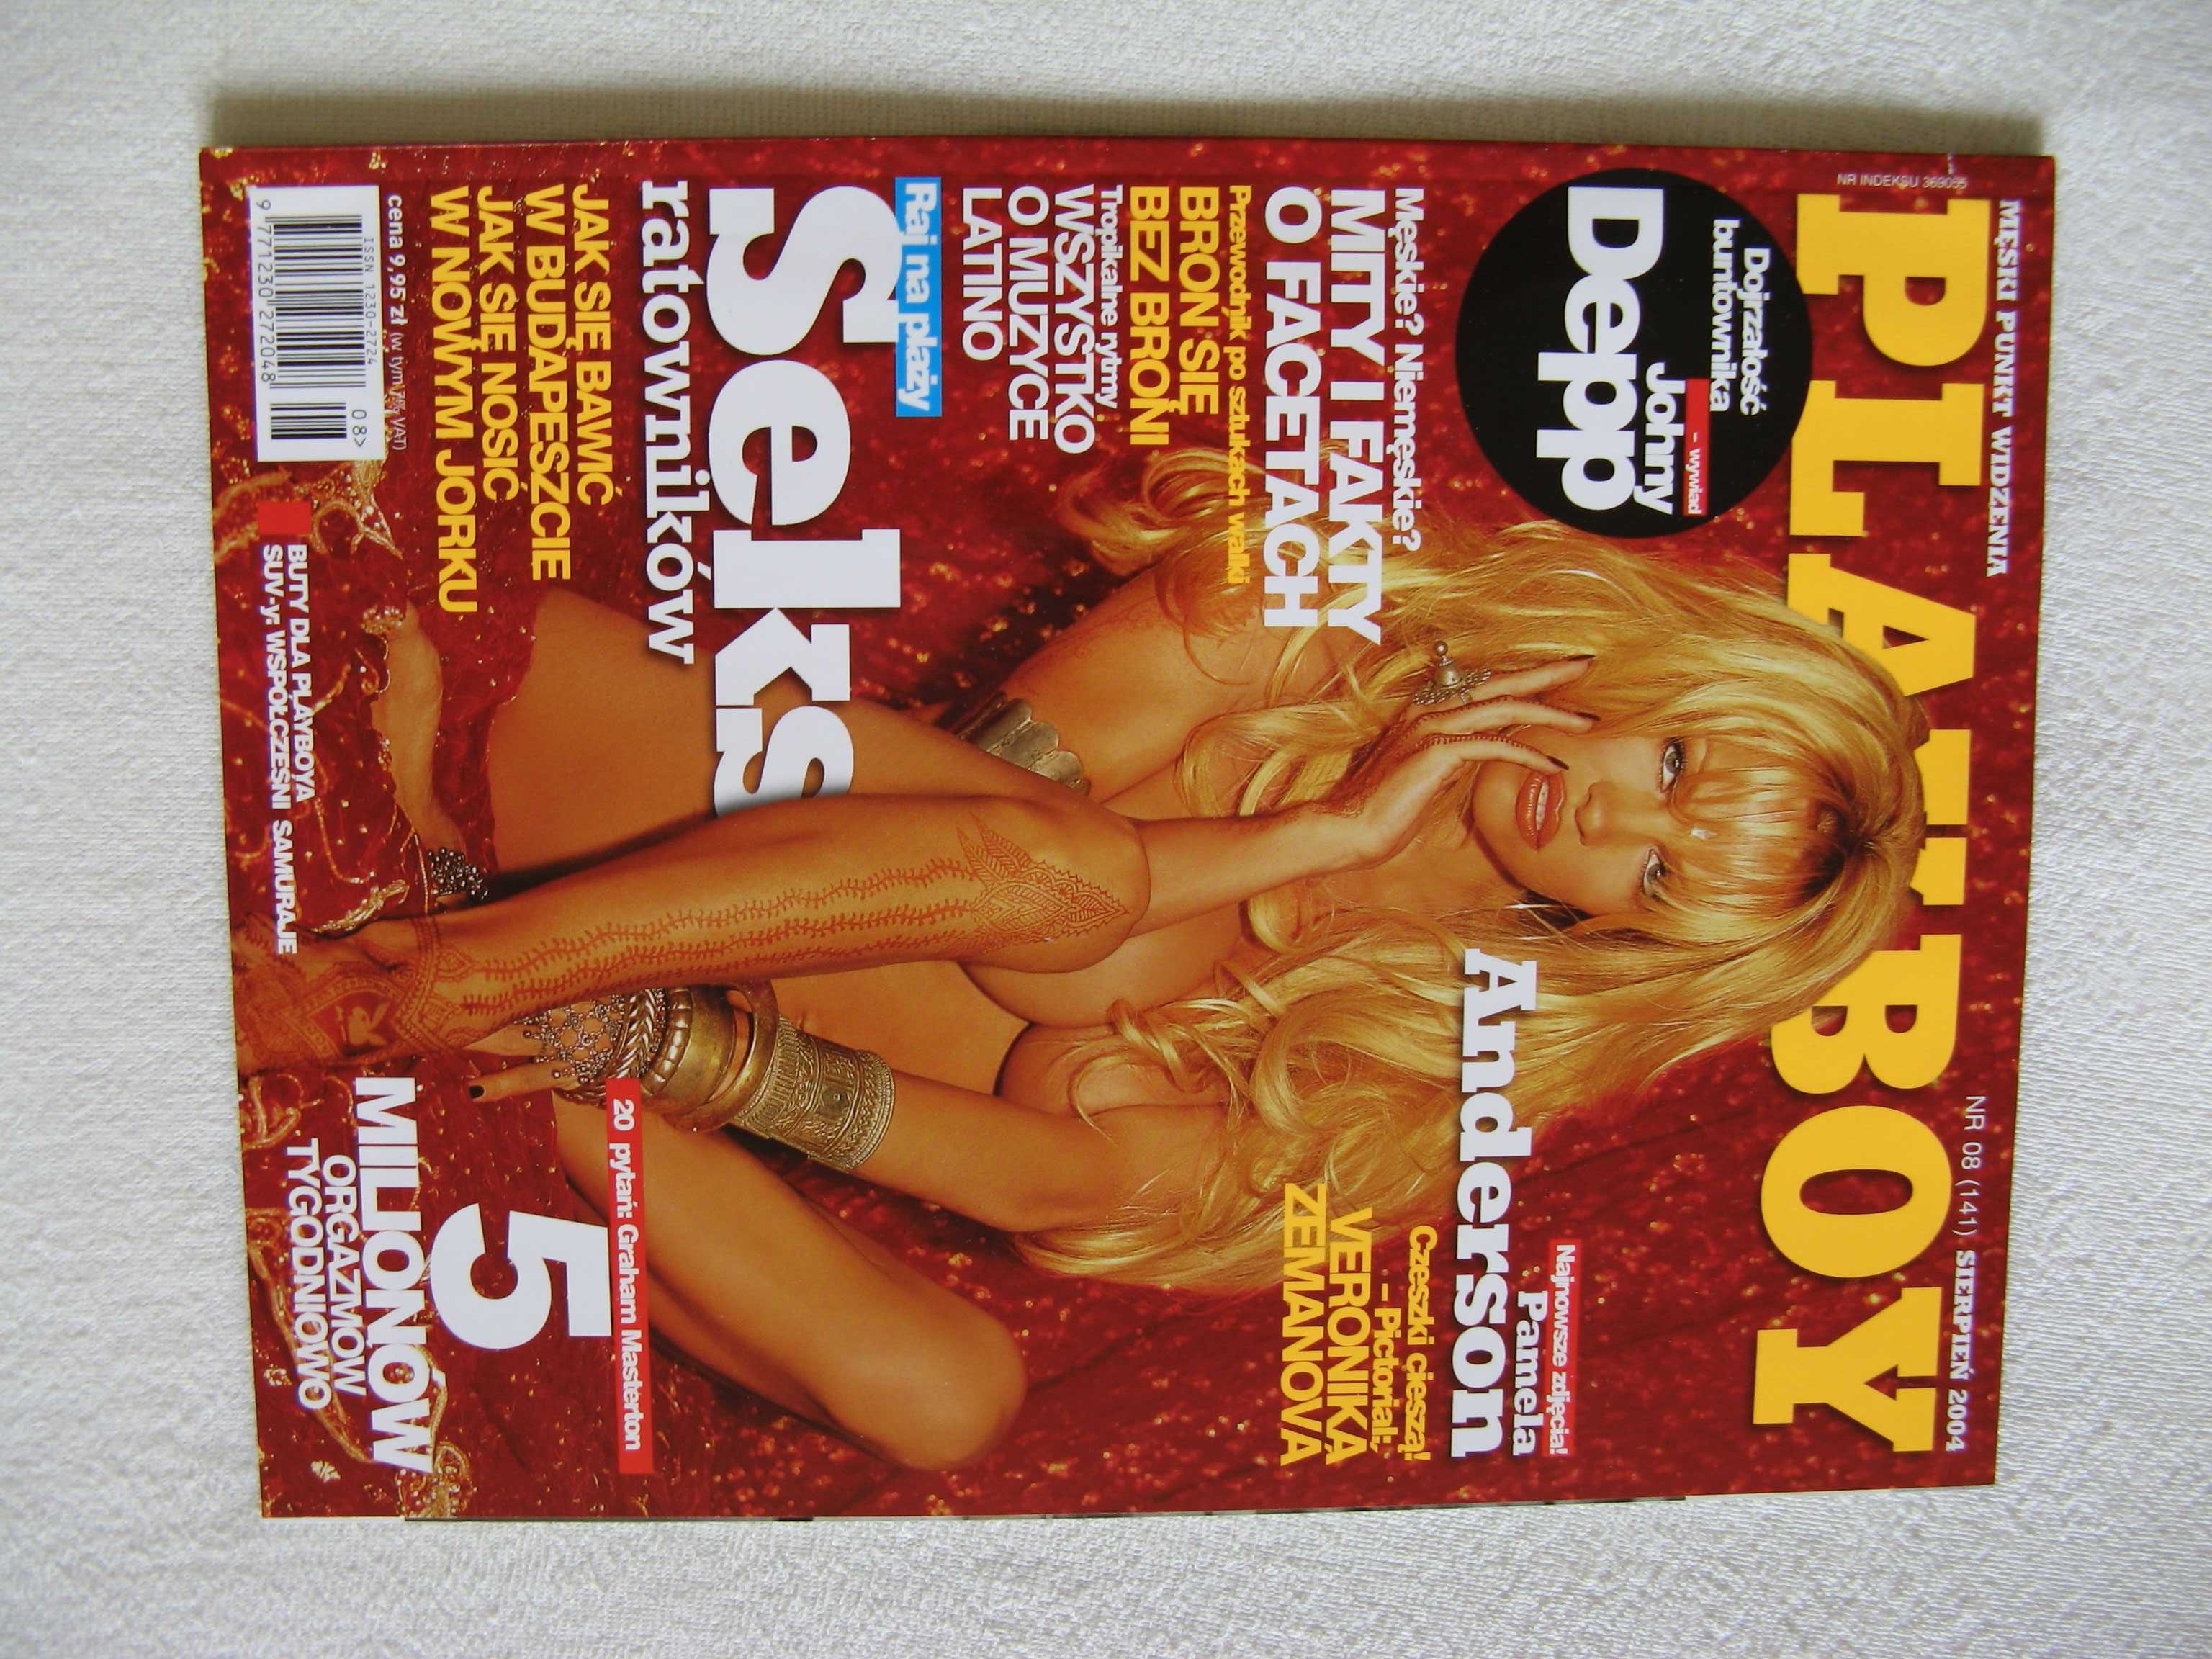 MĘSKI PUNKT WIDZENIA
NR 08 (141) SIERPIEŃ 2004
NR INDEKSU 369055
PLAYBOY
Dojrzałość
buntownika
– wywiad
Johnny
Depp
Najnowsze zdjęcia!
Pamela
Anderson
Czeszki cieszą!
– Pictorial:
VERONIKA
ZEMANOVA
Męskie? Niemęskie?
MITY I FAKTY
O FACETACH
Przewodnik po sztukach walki
BROŃ SIĘ
BEZ BRONI
Tropikalne rytmy
WSZYSTKO
O MUZYCE
LATINO
Raj na plaży
Seks
ratowników
JAK SIĘ BAWIĆ
W BUDAPESZCIE
JAK SIĘ NOSIĆ
W NOWYM JORKU
20 pytań: Graham Masterton
5
MILIONÓW
ORGAZMÓW
TYGODNIOWO
cena 9,95 zł (w tym 7% VAT)
ISSN 1230-2724
08>
9 771230 272048
BUTY DLA PLAYBOYA
SUV-y: WSPÓŁCZEŚNI SAMURAJE